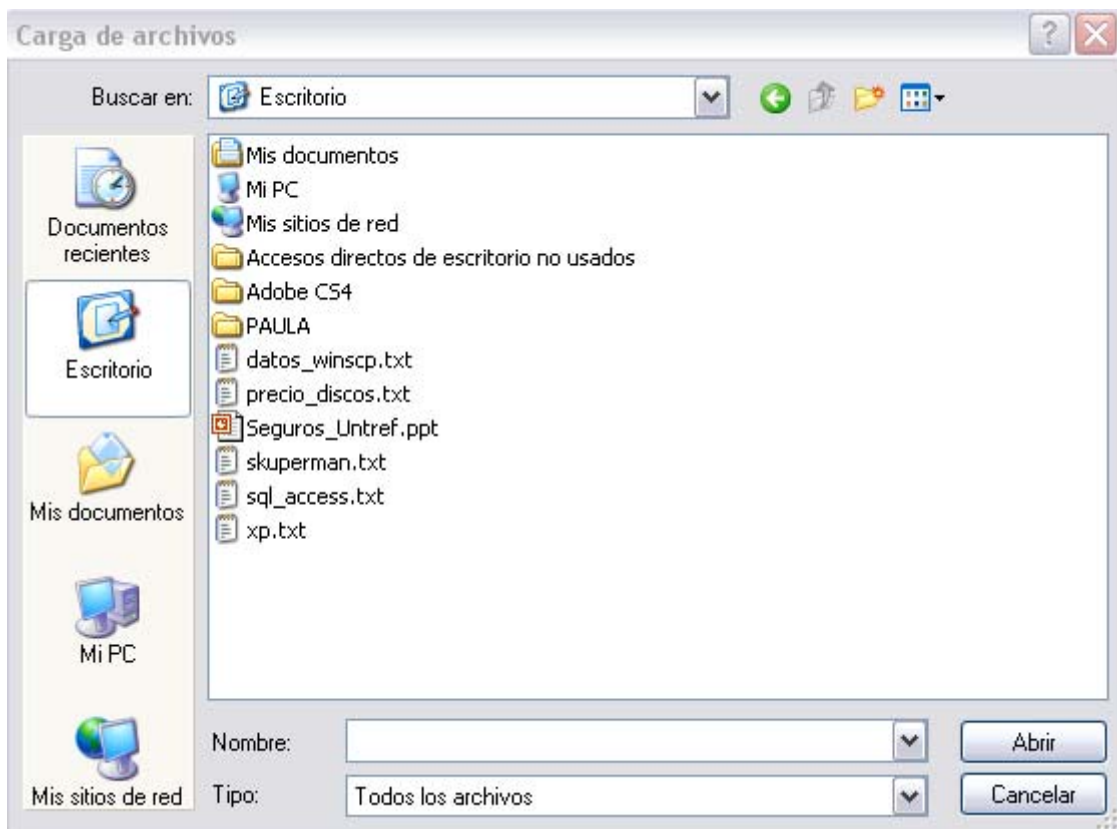 Carga de archivos
Buscar en:
Escritorio
Documentos
recientes
Escritorio
Mis documentos
Mi PC
Mis sitios de red
Mis documentos
Mi PC
Mis sitios de red
Accesos directos de escritorio no usados
Adobe CS4
PAULA
datos_winscp.txt
precio_discos.txt
Seguros_Untref.ppt
skuperman.txt
sql_access.txt
xp.txt
Nombre:
Abrir
Tipo:
Todos los archivos
Cancelar